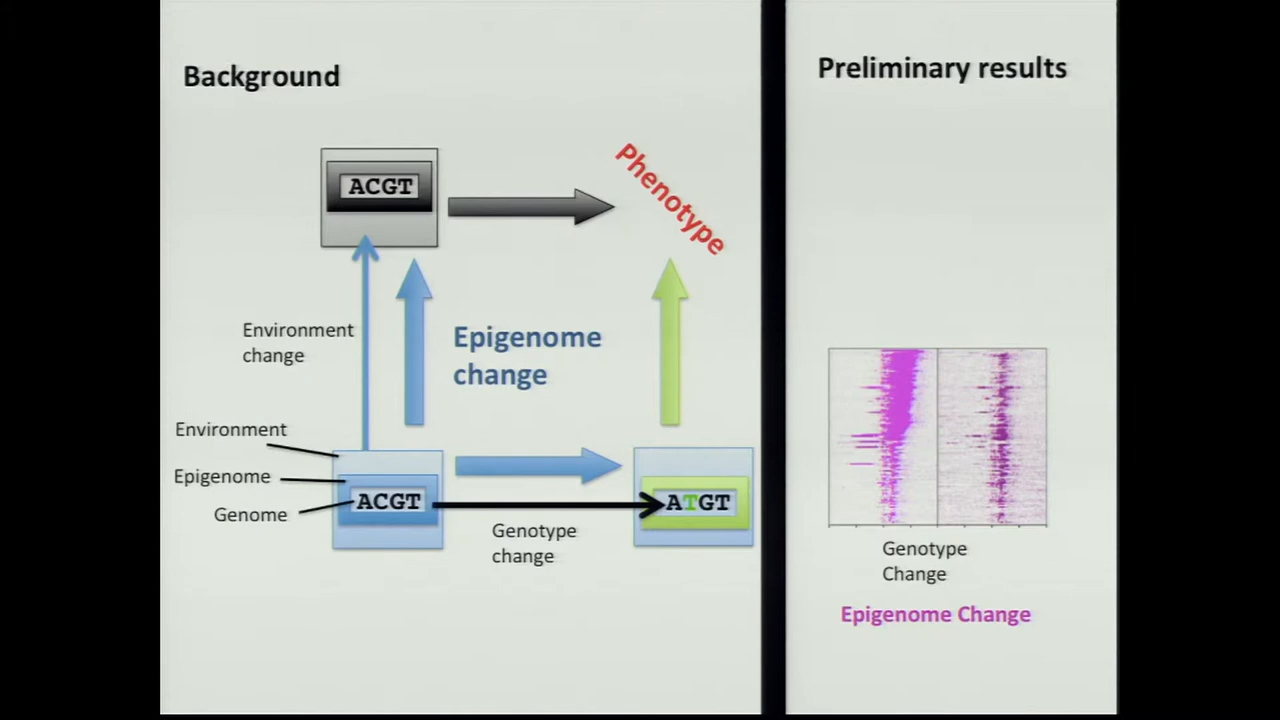 Background
Preliminary results
ACGT
Phenotype
Environment
change
Epigenome
change
Environment
Epigenome
Genome
ACGT
ATGT
Genotype
change
Genotype
Change
Epigenome Change